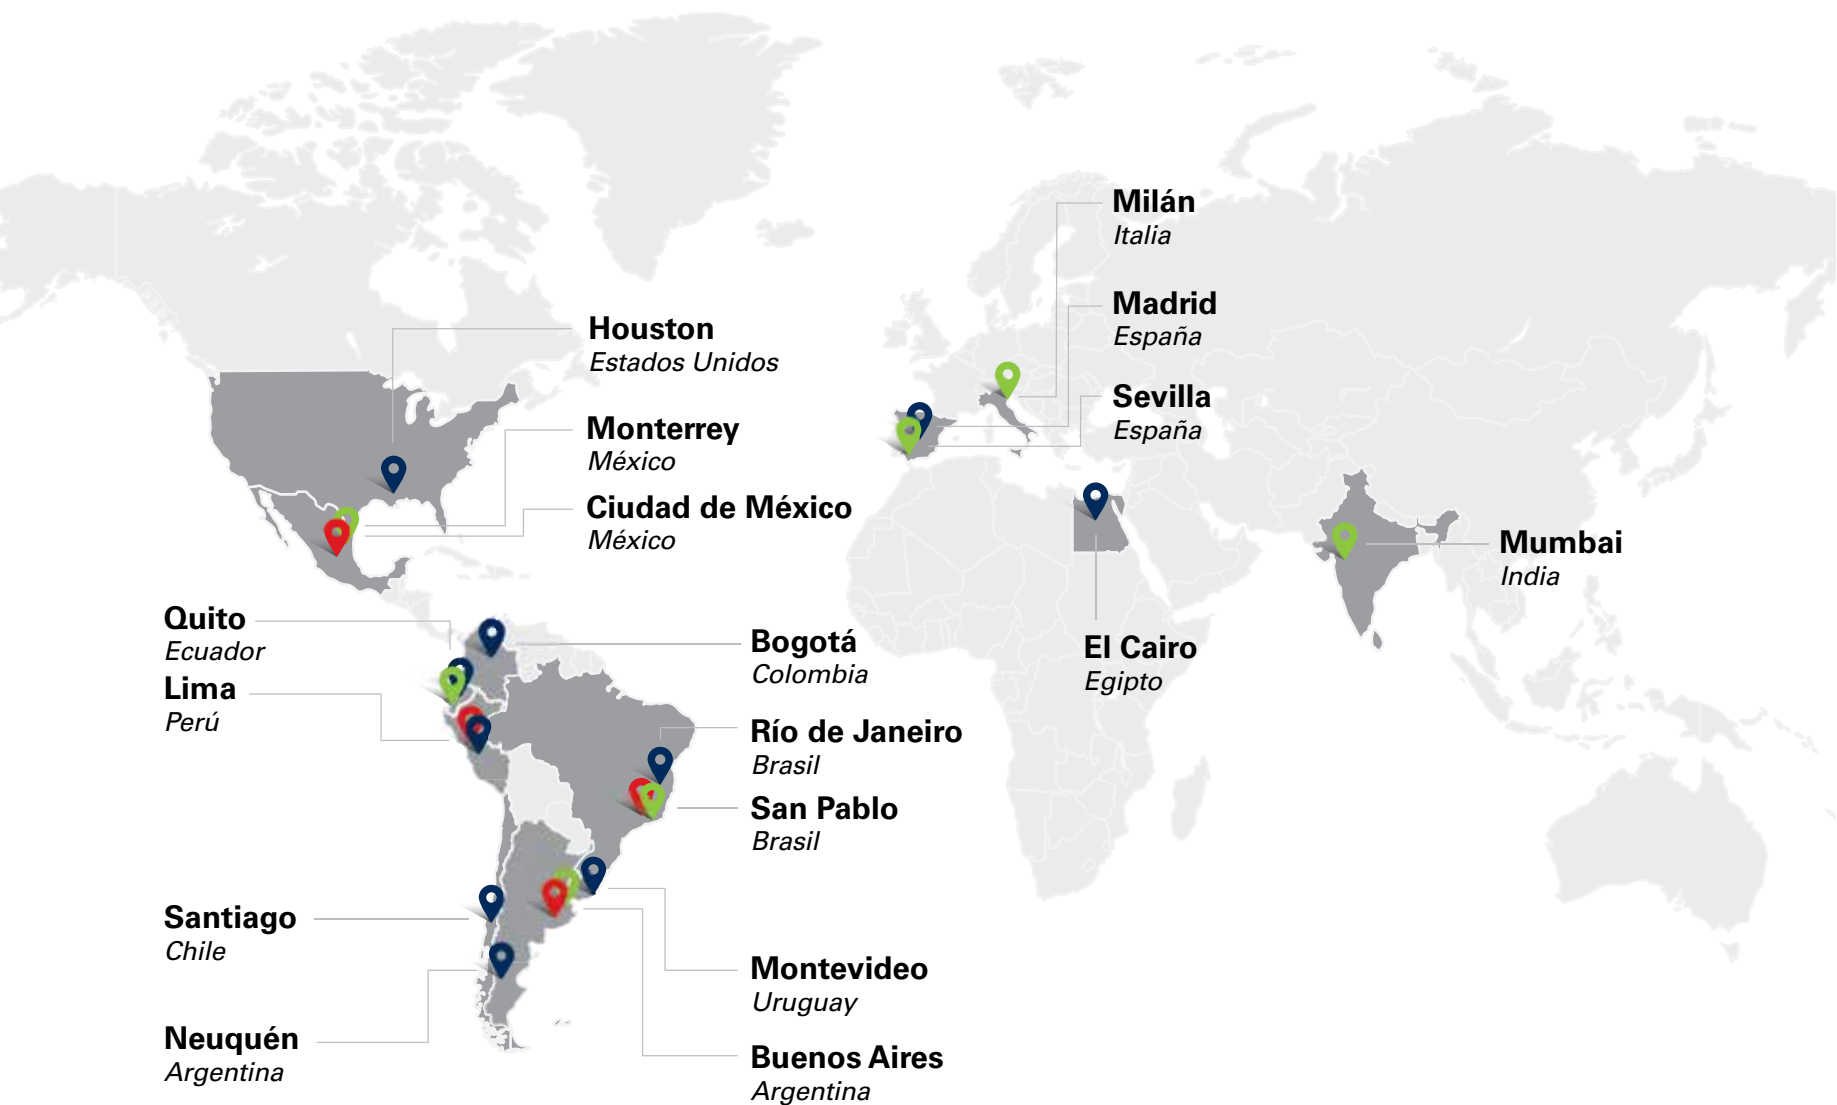 Milán
Italia
Madrid
España
Houston
Estados Unidos
Sevilla
España
Monterrey
México
Ciudad de México
México
Mumbai
India
Quito
Ecuador
Bogotá
Colombia
El Cairo
Egipto
Lima
Perú
Río de Janeiro
Brasil
San Pablo
Brasil
Santiago
Chile
Montevideo
Uruguay
Neuquén
Argentina
Buenos Aires
Argentina